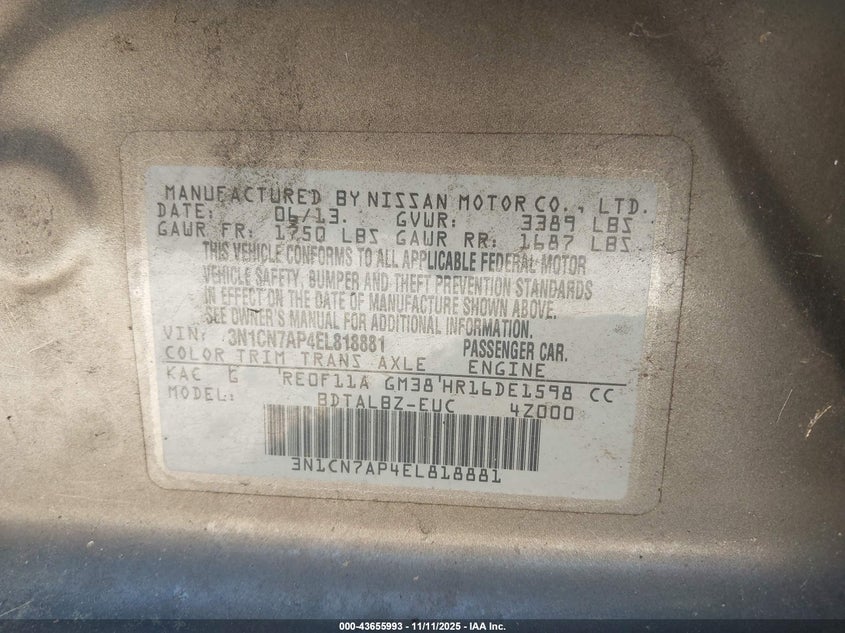 MANUFACTURED BY NISSAN MOTOR CO., LTD.
DATE: 06/13. GVWR: 3389 LBS
GAWR FR: 1750 LBS GAWR RR: 1687 LBS
THIS VEHICLE CONFORMS TO ALL APPLICABLE FEDERAL MOTOR
VEHICLE SAFETY, BUMPER AND THEFT PREVENTION STANDARDS
IN EFFECT ON THE DATE OF MANUFACTURE SHOWN ABOVE.
SEE OWNER'S MANUAL FOR ADDITIONAL INFORMATION.
VIN: 3N1CN7AP4EL818881 PASSENGER CAR.
COLOR TRIM TRANS AXLE ENGINE
KAC G RE0F11A GM38 HR16DE1598 CC
MODEL: BDTALBZ-EUC 4Z000
3N1CN7AP4EL818881
000-43655993 - 11/11/2025 - IAA Inc.